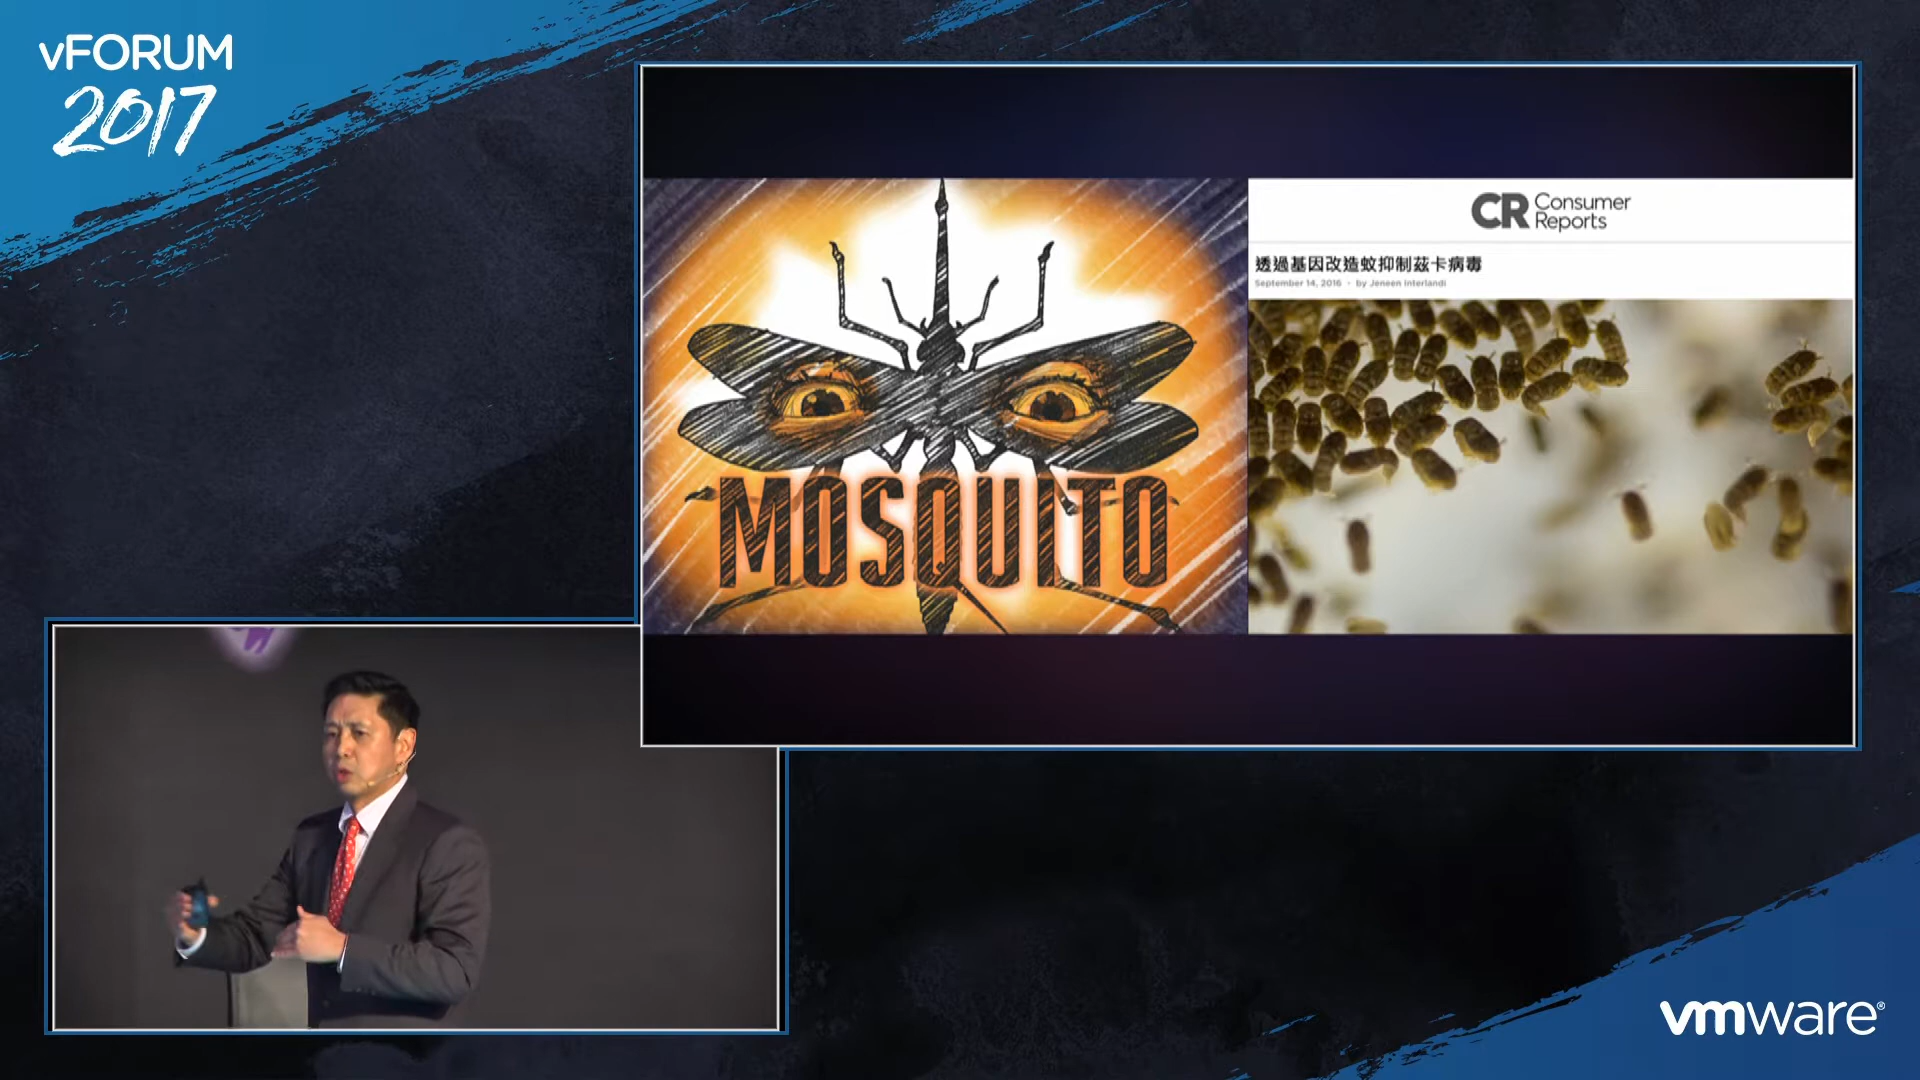 vFORUM
2017
MOSQUITO
CR Consumer
Reports
透過基因改造蚊抑制茲卡病毒
September 14, 2016 · by Jeneen Interlandi
vmware®